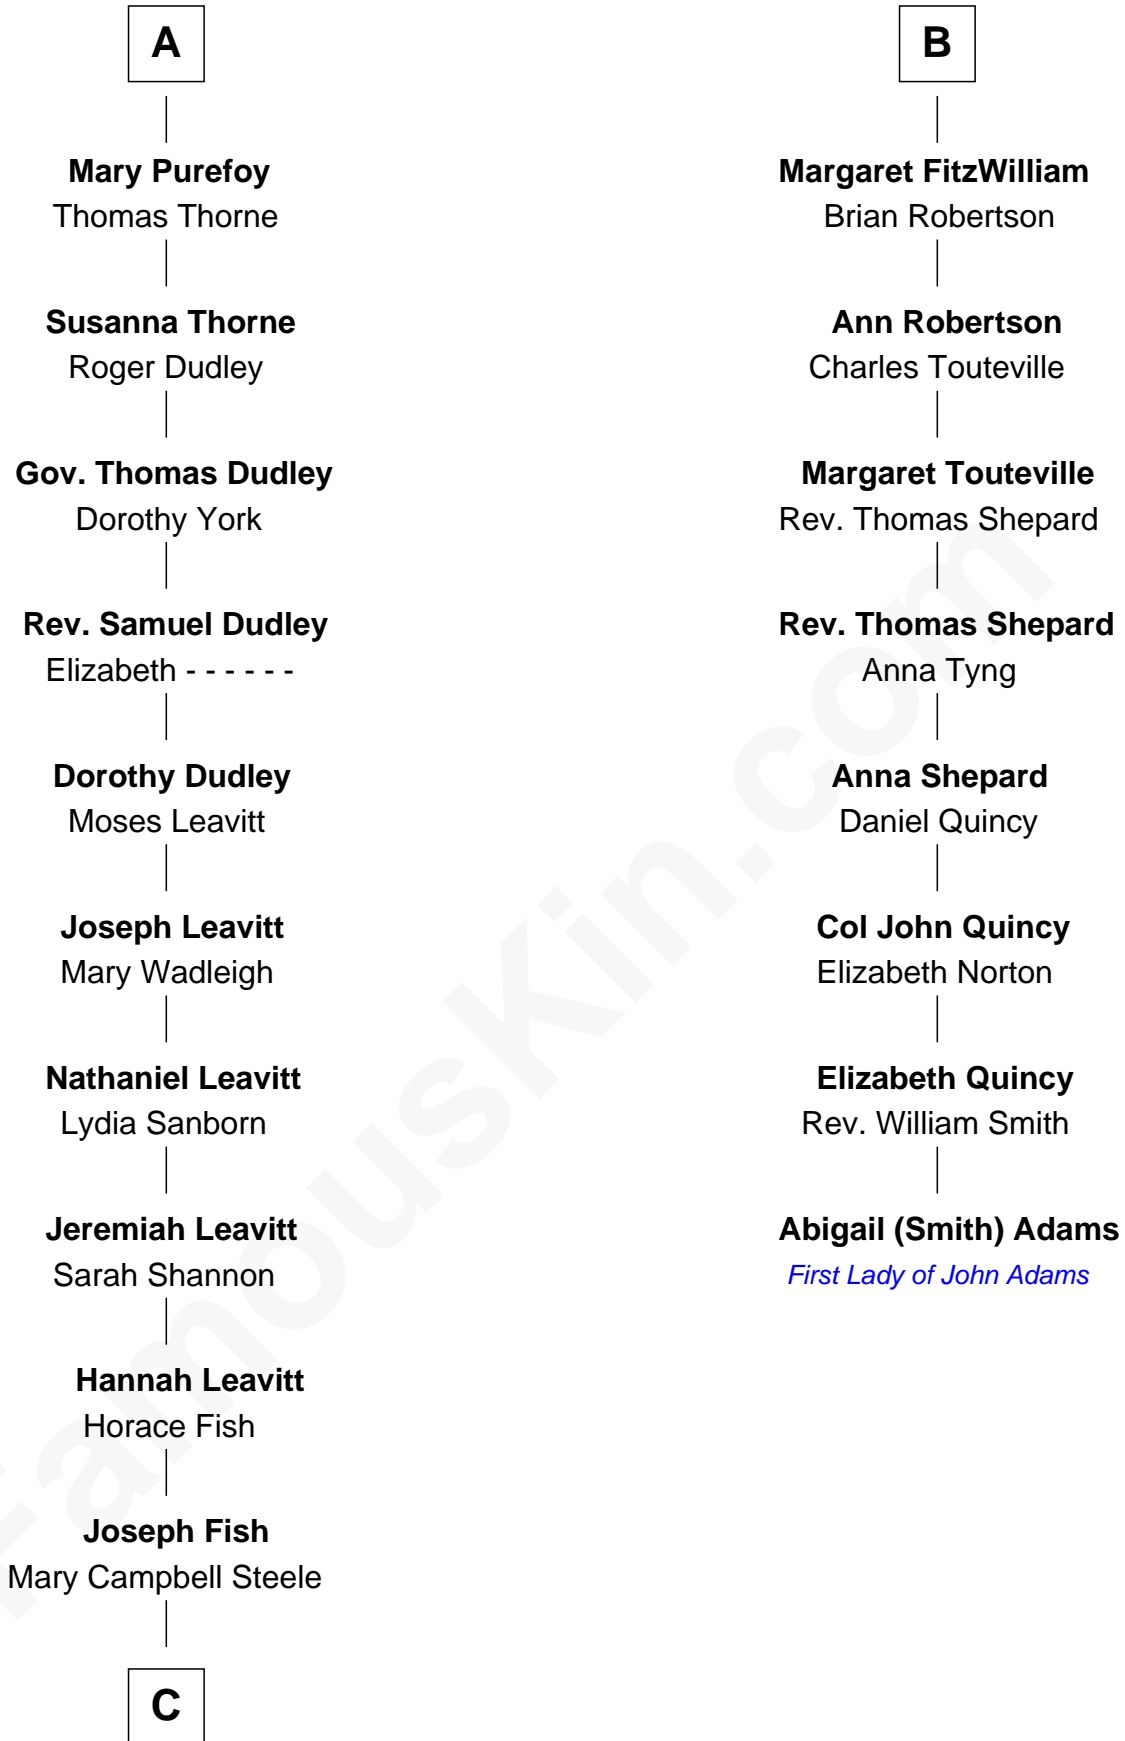 A
Mary Purefoy
Thomas Thorne
Susanna Thorne
Roger Dudley
Gov. Thomas Dudley
Dorothy York
Rev. Samuel Dudley
Elizabeth - - - - - -
Dorothy Dudley
Moses Leavitt
Joseph Leavitt
Mary Wadleigh
Nathaniel Leavitt
Lydia Sanborn
Jeremiah Leavitt
Sarah Shannon
Hannah Leavitt
Horace Fish
Joseph Fish
Mary Campbell Steele
C
B
Margaret FitzWilliam
Brian Robertson
Ann Robertson
Charles Touteville
Margaret Touteville
Rev. Thomas Shepard
Rev. Thomas Shepard
Anna Tyng
Anna Shepard
Daniel Quincy
Col John Quincy
Elizabeth Norton
Elizabeth Quincy
Rev. William Smith
Abigail (Smith) Adams
First Lady of John Adams
FamousKin.com